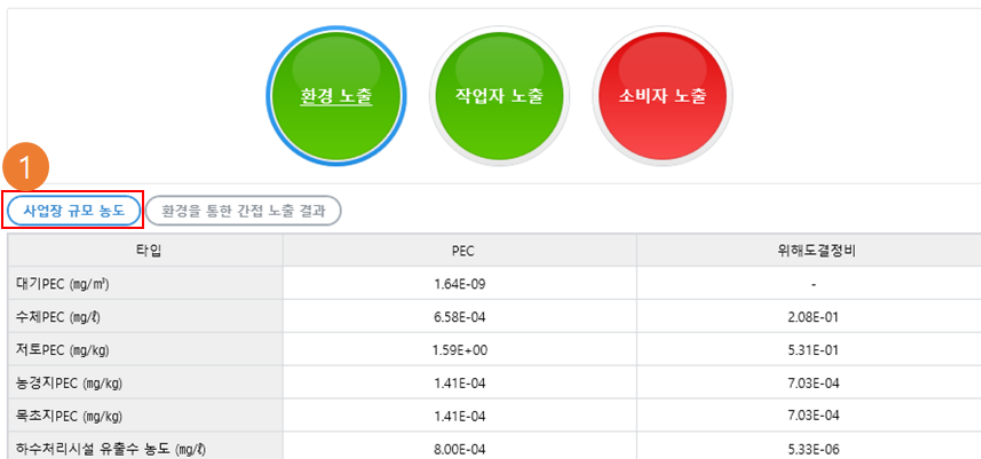 환경 노출 작업자 노출 소비자 노출
1
사업장 규모 농도 환경을 통한 간접 노출 결과
타입 PEC 위해도결정비
대기PEC (mg/m³) 1.64E-09 -
수체PEC (mg/ℓ) 6.58E-04 2.08E-01
저토PEC (mg/kg) 1.59E+00 5.31E-01
농경지PEC (mg/kg) 1.41E-04 7.03E-04
목초지PEC (mg/kg) 1.41E-04 7.03E-04
하수처리시설 유출수 농도 (mg/ℓ) 8.00E-04 5.33E-06